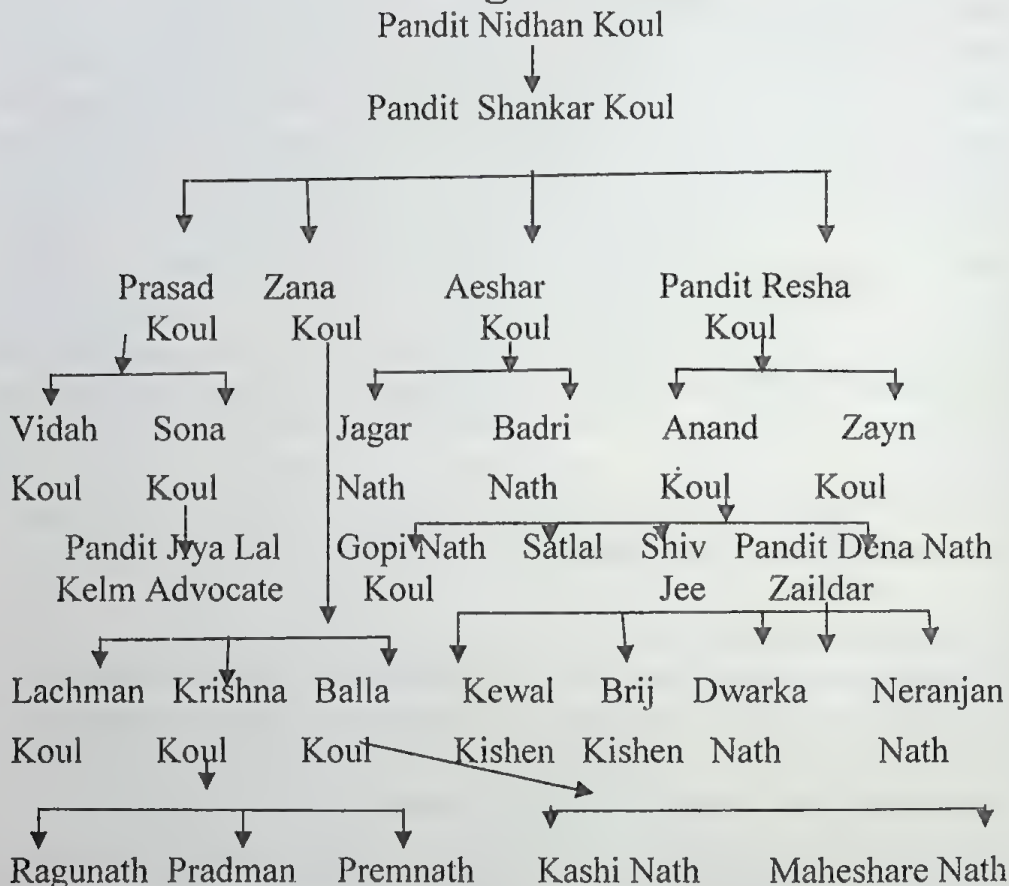 Pandit Nidhan Koul
Pandit Shankar Koul
Prasad Zana Aeshar Pandit Resha
Koul Koul Koul Koul
Vidah Sona Jagar Badri Anand Zayn
Koul Koul Nath Nath Koul Koul
Pandit Jiya Lal Gopi Nath Satlal Shiv Pandit Dena Nath
Kelm Advocate Koul Jee Zaildar
Lachman Krishna Balla Kewal Brij Dwarka Neranjan
Koul Koul Koul Kishen Kishen Nath Nath
Ragunath Pradman Premnath Kashi Nath Maheshare Nath